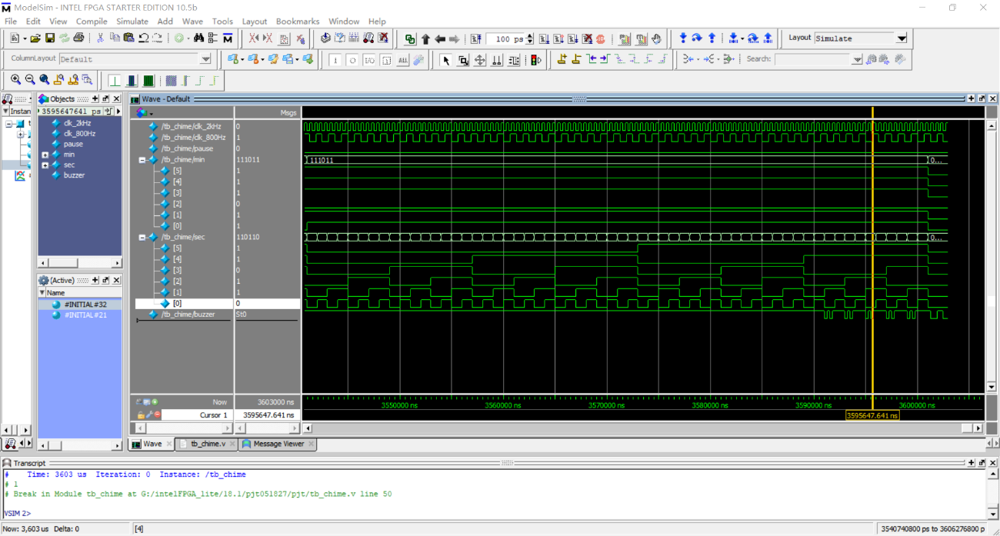 ModelSim - INTEL FPGA STARTER EDITION 10.5b
File Edit View Compile Simulate Add Wave Tools Layout Bookmarks Window Help
100 ps
Layout Simulate
ColumnLayout Default
ALL
Search:
Objects
Wave - Default
Instan
3595647641 ps
Msgs
clk_2kHz
clk_800Hz
pause
min
sec
buzzer
/tb_chime/clk_2kHz 0
/tb_chime/clk_800Hz 1
/tb_chime/pause 0
/tb_chime/min 111011 111011 0...
[5] 1
[4] 1
[3] 1
[2] 0
[1] 1
[0] 1
/tb_chime/sec 110110 0...
[5] 1
[4] 1
[3] 0
[2] 1
[1] 1
[0] 0
/tb_chime/buzzer St0
(Active)
Name
#INITIAL#32
#INITIAL#21
Now 3603000 ns
3550000 ns 3560000 ns 3570000 ns 3580000 ns 3590000 ns 3600000 ns
Cursor 1 3595647.641 ns 3595647.641 ns
Wave tb_chime.v Message Viewer
Transcript
# Time: 3603 us Iteration: 0 Instance: /tb_chime
# 1
# Break in Module tb_chime at G:/intelFPGA_lite/18.1/pjt051827/pjt/tb_chime.v line 50
VSIM 2>
Now: 3,603 us Delta: 0 [4] 3540740800 ps to 3606276800 p